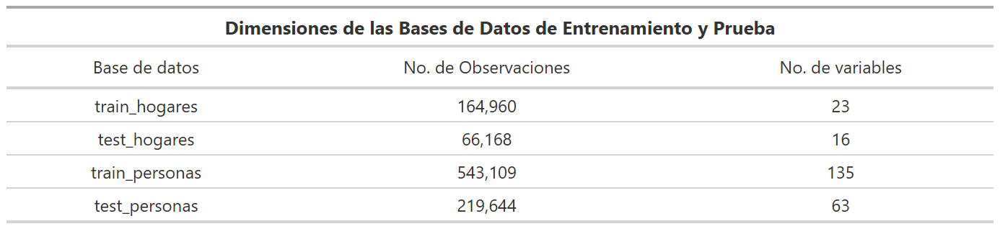 Dimensiones de las Bases de Datos de Entrenamiento y Prueba
Base de datos No. de Observaciones No. de variables
train_hogares 164,960 23
test_hogares 66,168 16
train_personas 543,109 135
test_personas 219,644 63